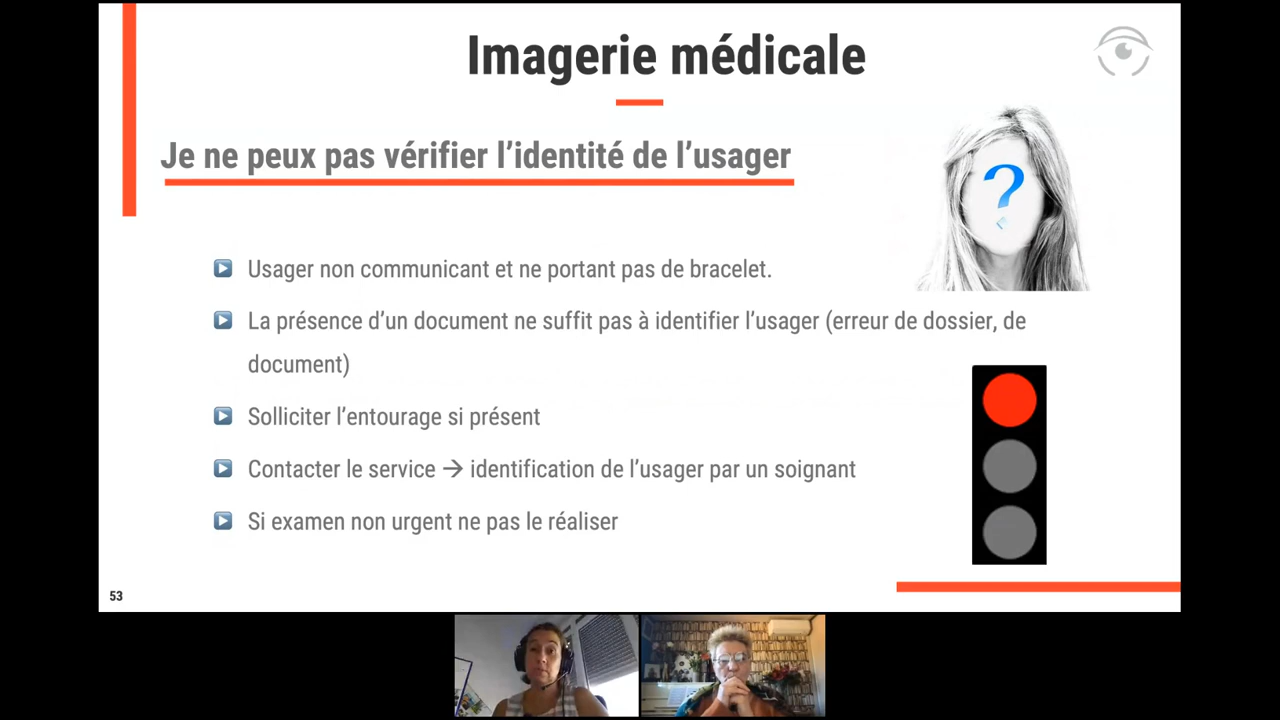 Imagerie médicale
Je ne peux pas vérifier l’identité de l’usager
?
Usager non communicant et ne portant pas de bracelet.
La présence d’un document ne suffit pas à identifier l’usager (erreur de dossier, de
document)
Solliciter l’entourage si présent
Contacter le service → identification de l’usager par un soignant
Si examen non urgent ne pas le réaliser
53